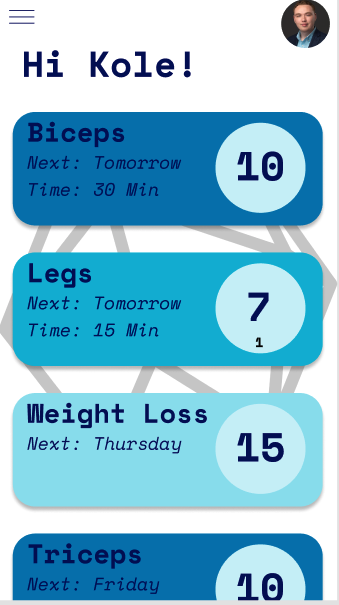 Hi Kole!
Biceps
Next: Tomorrow
Time: 30 Min
10
Legs
Next: Tomorrow
Time: 15 Min
7
1
Weight Loss
Next: Thursday
15
Triceps
Next: Friday
10